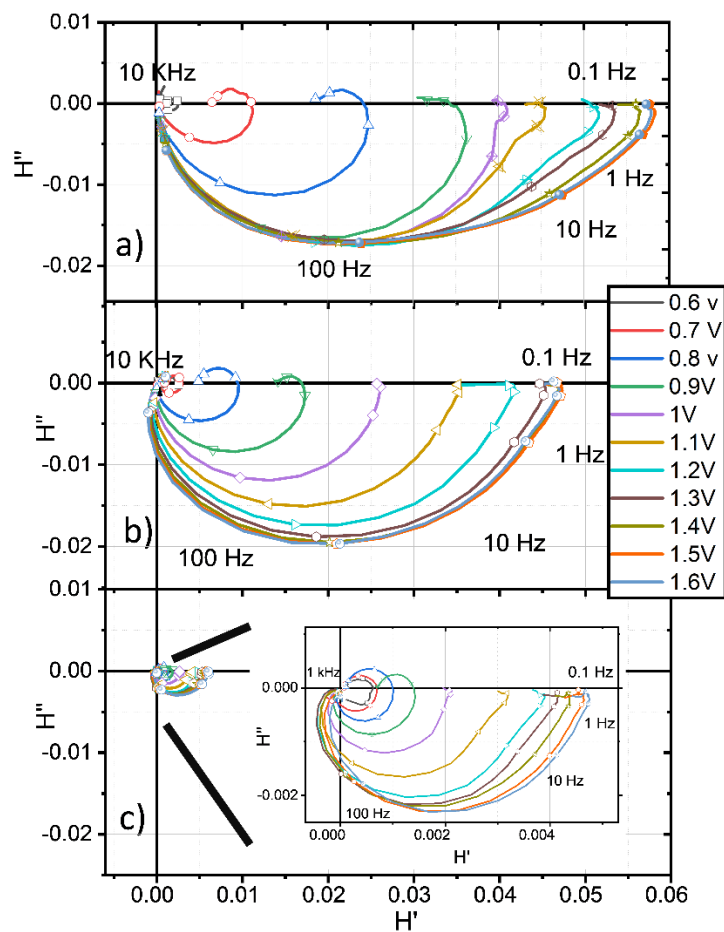 0.01
10 KHz
0.1 Hz
0.00
H''
-0.01
1 Hz
10 Hz
a)
100 Hz
-0.02
0.6 v
0.7 V
0.8 v
0.9V
1V
1.1V
1.2V
1.3V
1.4V
1.5V
1.6V
10 KHz
0.1 Hz
0.00
H''
-0.01
1 Hz
b)
100 Hz
10 Hz
-0.02
0.01
0.00
H''
-0.01
-0.02
c)
1 kHz
0.1 Hz
0.000
1 Hz
H''
10 Hz
-0.002
100 Hz
0.000 0.002 0.004
H'
0.00 0.01 0.02 0.03 0.04 0.05 0.06
H'